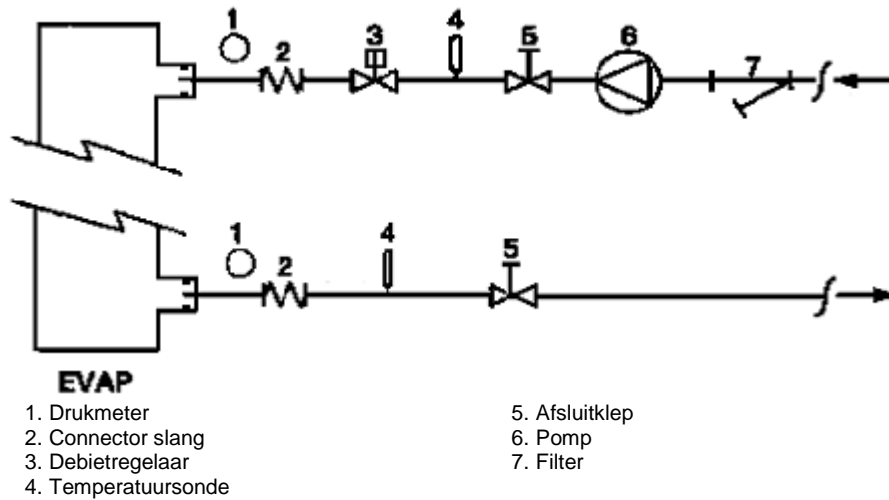 1 2 3 4 5 6 7
1 2 4 5
EVAP
1. Drukmeter
2. Connector slang
3. Debietregelaar
4. Temperatuursonde
5. Afsluitklep
6. Pomp
7. Filter